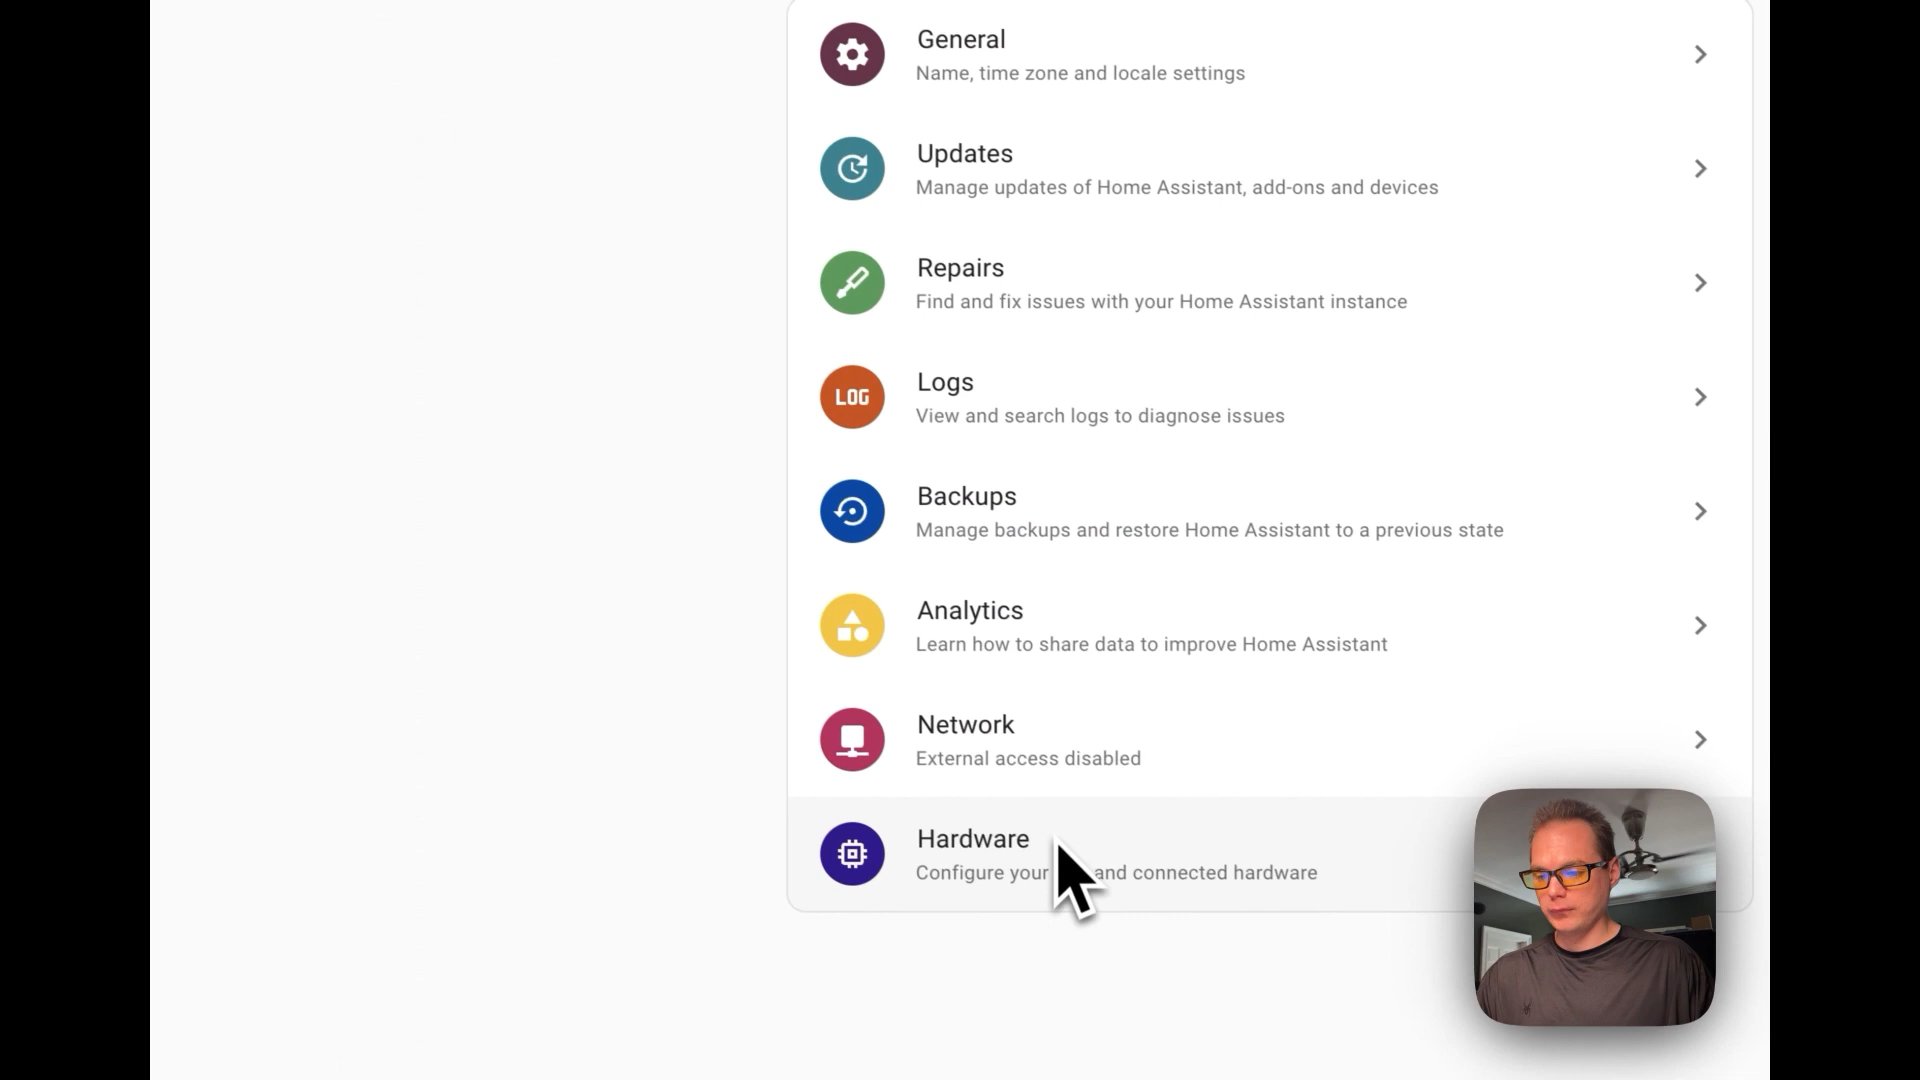 General
Name, time zone and locale settings
Updates
Manage updates of Home Assistant, add-ons and devices
Repairs
Find and fix issues with your Home Assistant instance
LOG
Logs
View and search logs to diagnose issues
Backups
Manage backups and restore Home Assistant to a previous state
Analytics
Learn how to share data to improve Home Assistant
Network
External access disabled
Hardware
Configure your and connected hardware